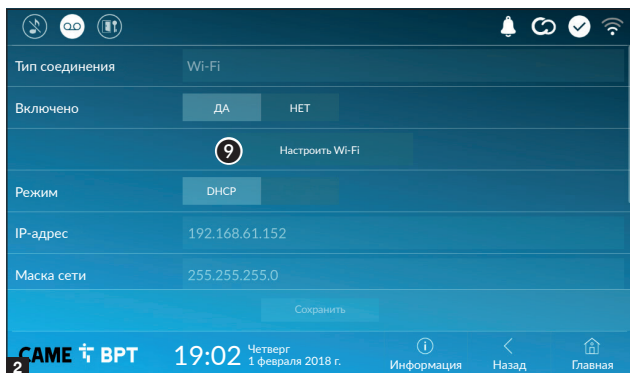 Тип соединения Wi-Fi
Включено ДА НЕТ
9 Настроить Wi-Fi
Режим DHCP
IP-адрес 192.168.61.152
Маска сети 255.255.255.0
Сохранить
2 CAME BPT 19:02 Четверг
1 февраля 2018 г.
Информация Назад Главная